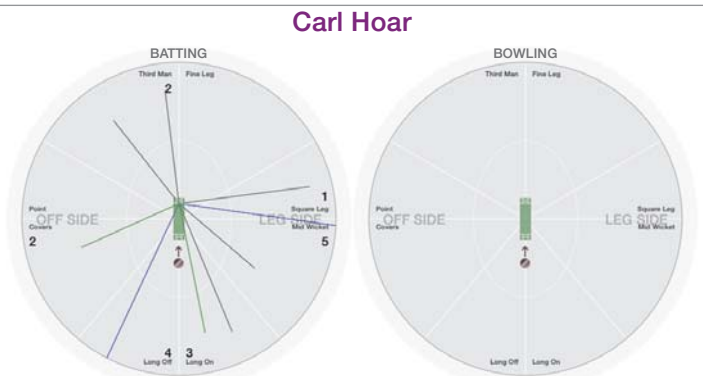 Carl Hoar
BATTING
BOWLING
Third Man
Fine Leg
2
Third Man
Fine Leg
1
Point
OFF SIDE
Covers
2
Square Leg
LEG SIDE
Mid Wicket
5
Point
OFF SIDE
Covers
Square Leg
LEG SIDE
Mid Wicket
4
3
Long Off
Long On
Long Off
Long On